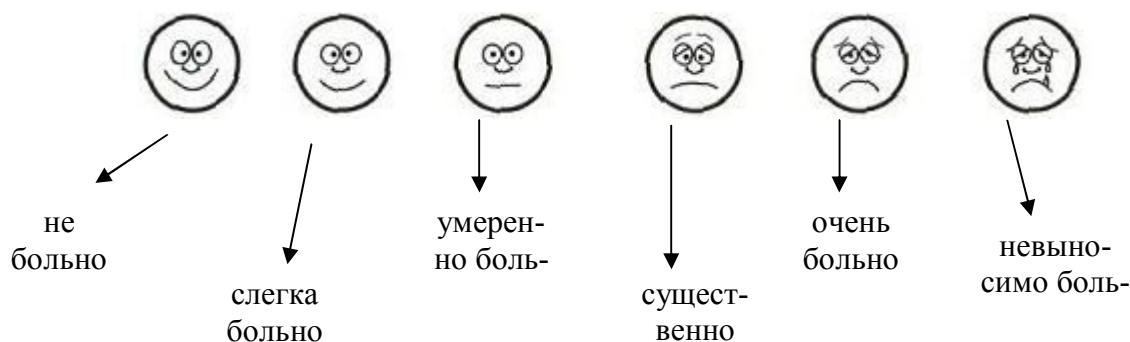 не
больно
слегка
больно
умерен-
но боль-
сущест-
венно
очень
больно
невыно-
симо боль-